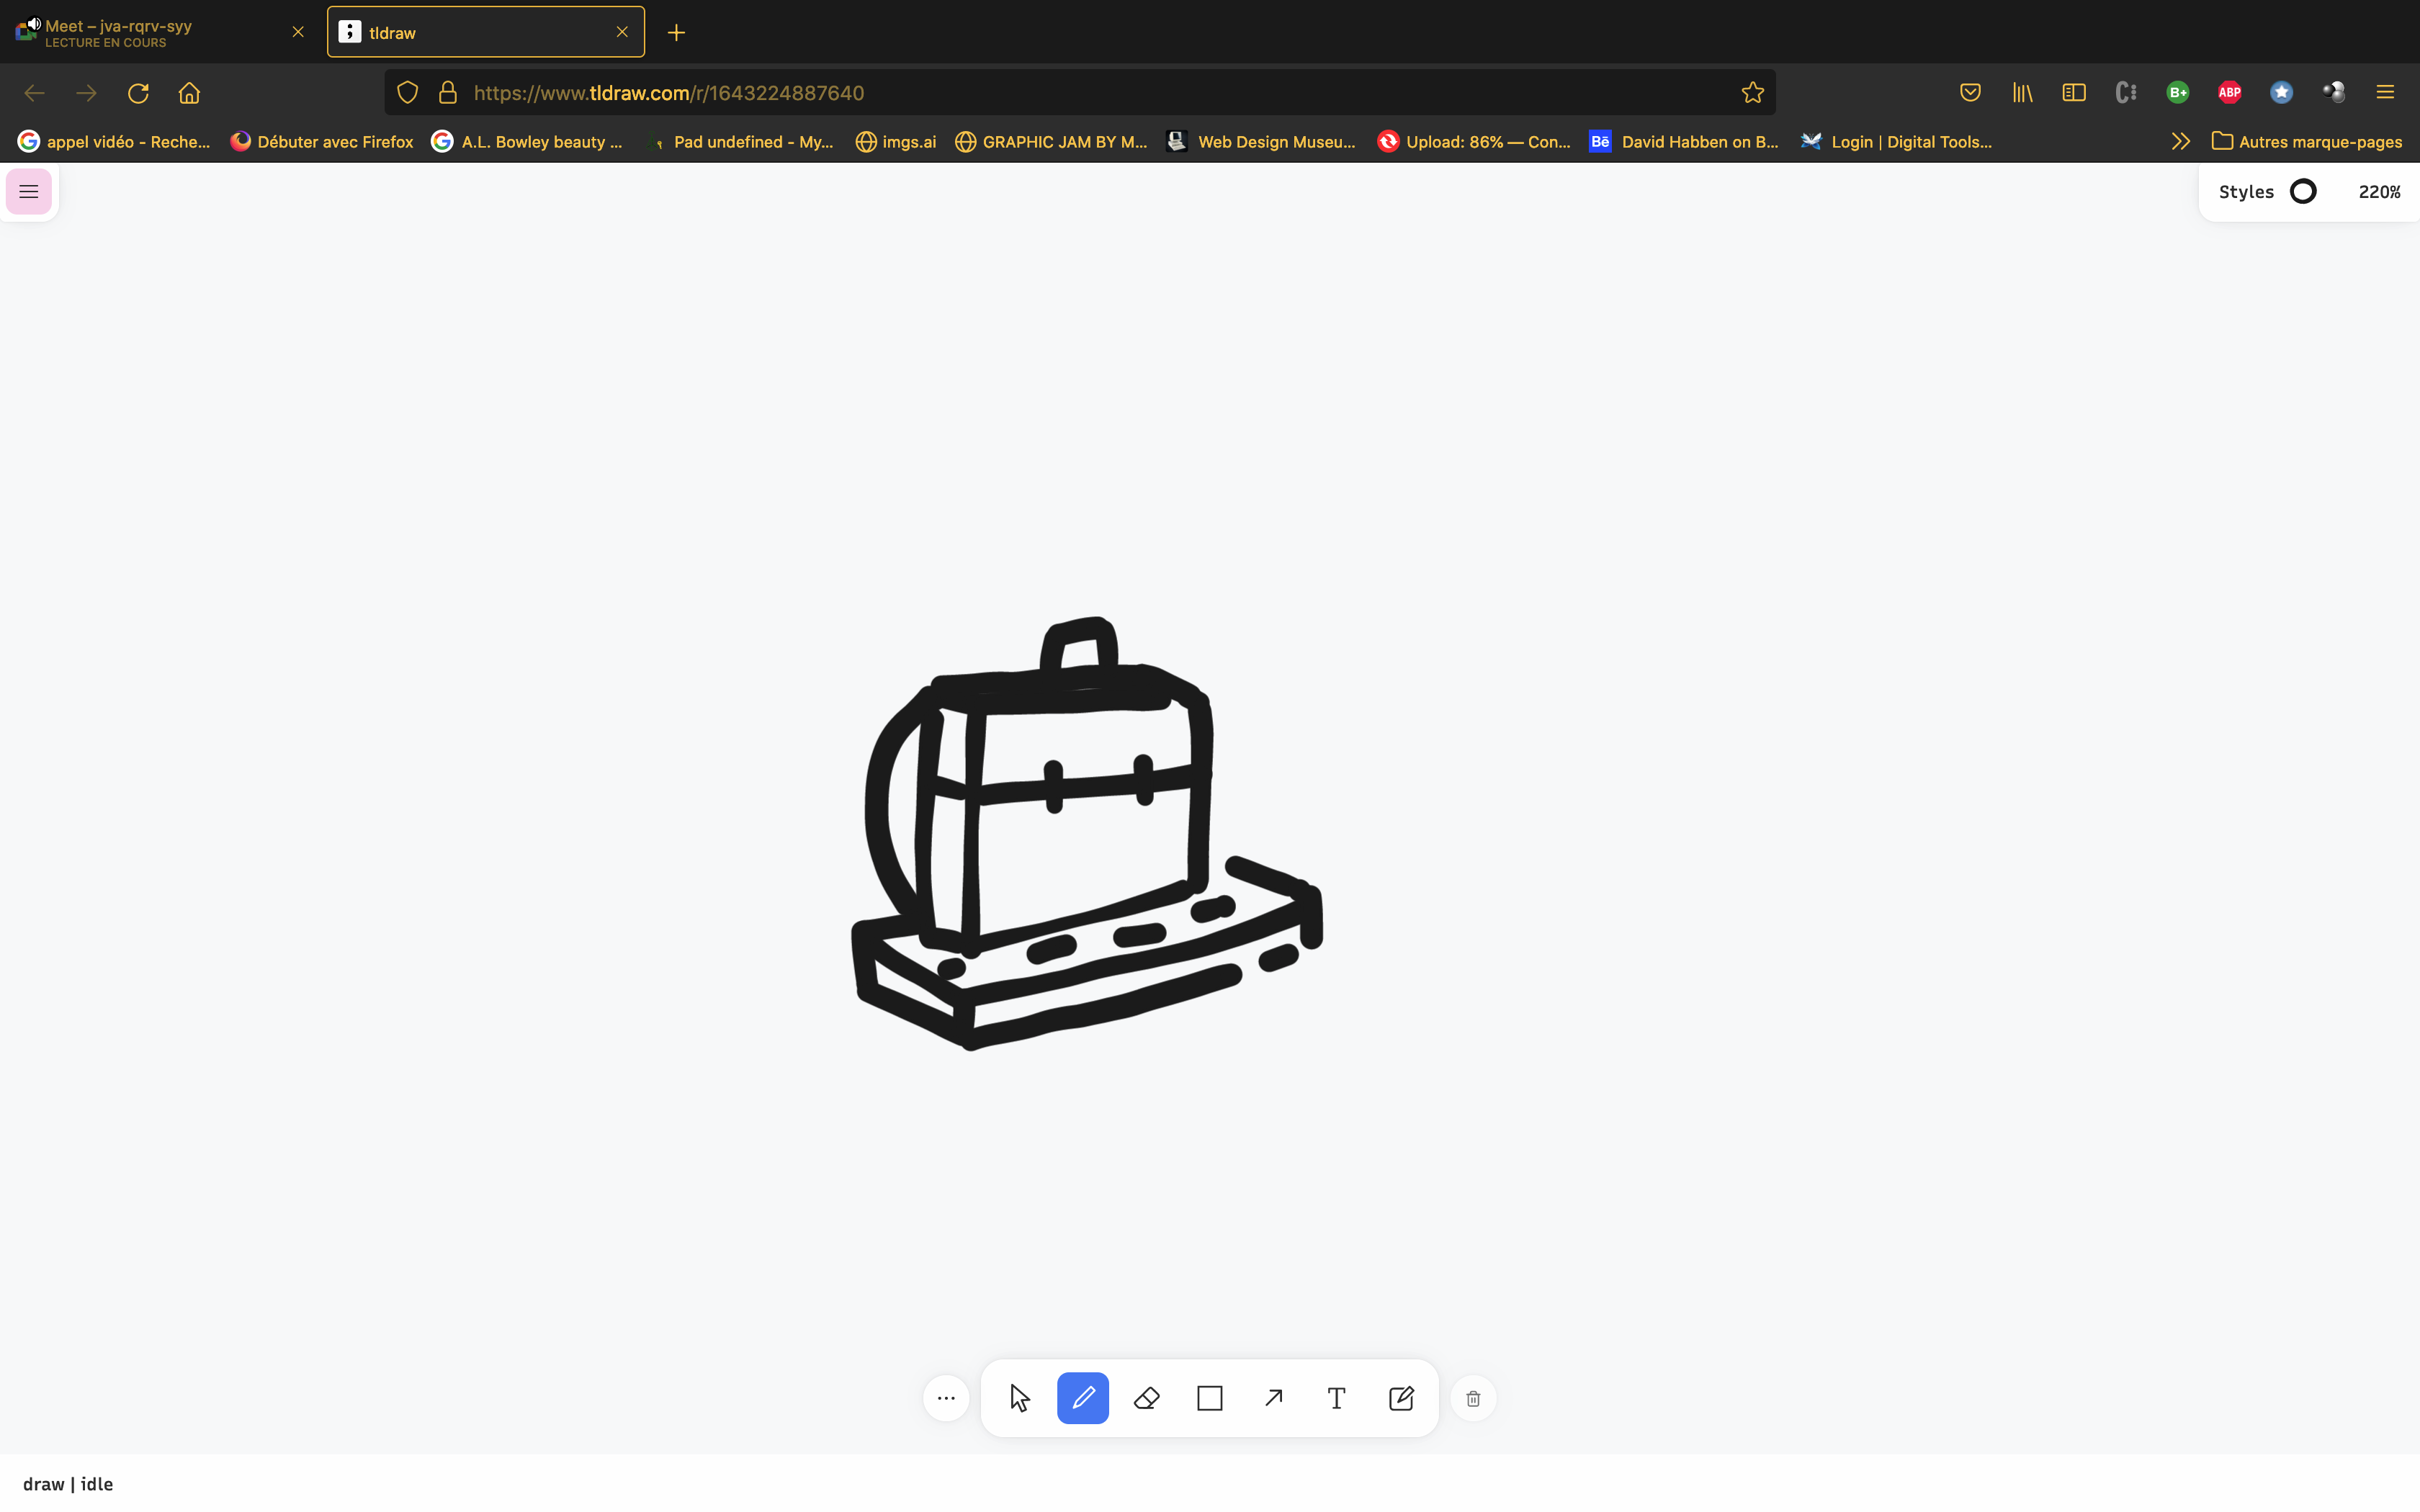 Meet – jva-rqrv-syy
LECTURE EN COURS
tldraw
https://www.tldraw.com/r/1643224887640
appel vidéo - Reche...
Débuter avec Firefox
A.L. Bowley beauty ...
Pad undefined - My...
imgs.ai
GRAPHIC JAM BY M...
Web Design Museu...
Upload: 86% — Con...
Bē David Habben on B...
Login | Digital Tools...
Autres marque-pages
B+
ABP
Styles
220%
T
draw | idle